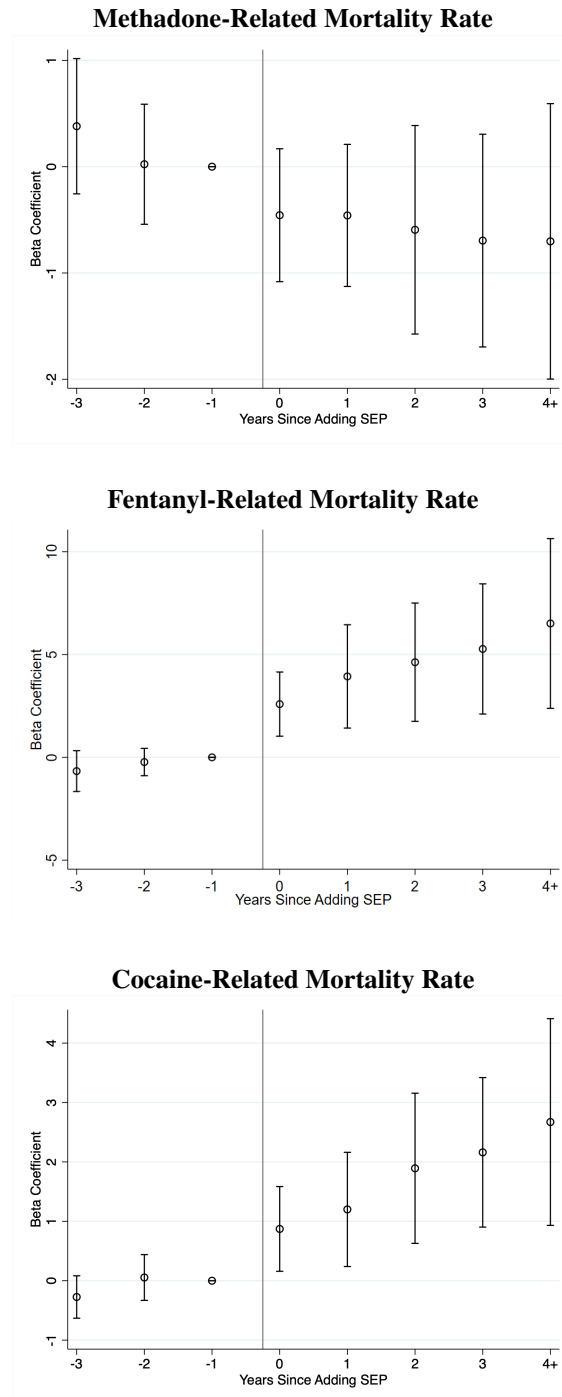 Methadone-Related Mortality Rate
Beta Coefficient
1
0
-1
-2
-3 -2 -1 0 1 2 3 4+
Years Since Adding SEP
Fentanyl-Related Mortality Rate
Beta Coefficient
10
5
0
-5
-3 -2 -1 0 1 2 3 4+
Years Since Adding SEP
Cocaine-Related Mortality Rate
Beta Coefficient
4
3
2
1
0
-1
-3 -2 -1 0 1 2 3 4+
Years Since Adding SEP